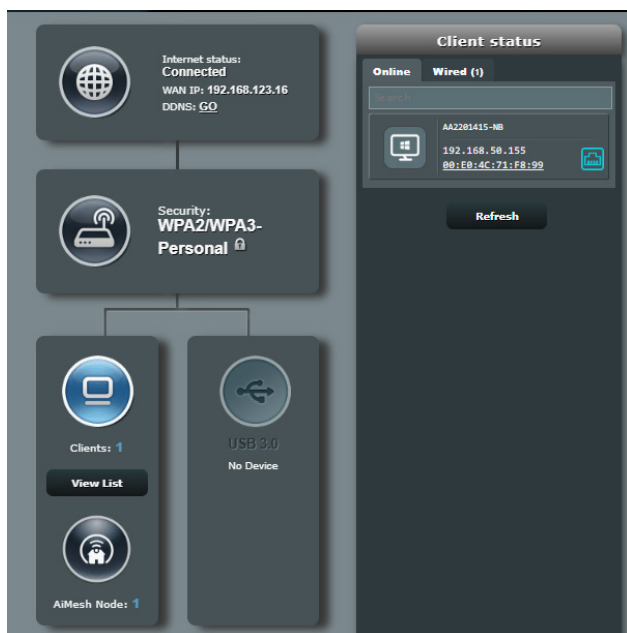 Internet status:
Connected
WAN IP: 192.168.123.16
DDNS: GO
Security:
WPA2/WPA3-
Personal
Clients: 1
View List
AiMesh Node: 1
USB 3.0
No Device
Client status
Online Wired (1)
Search
AA2201415-NB
192.168.50.155
00:E0:4C:71:F8:99
Refresh